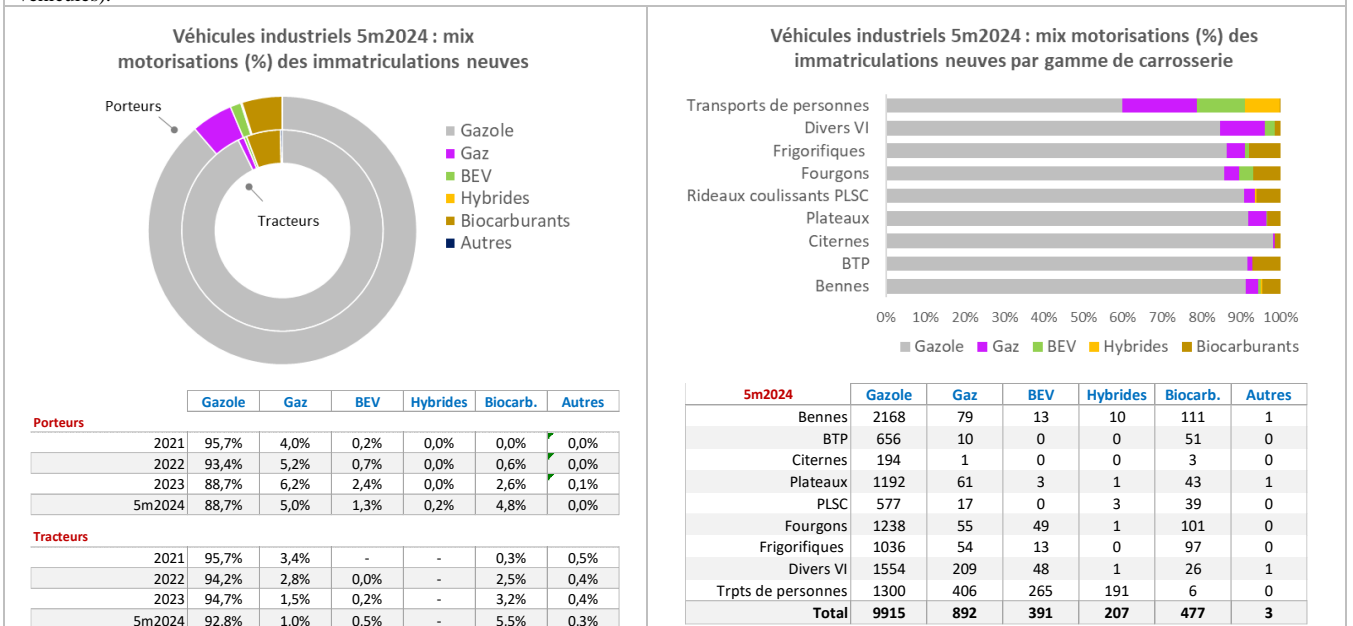 Véhicules industriels 5m2024 : mix
motorisations (%) des immatriculations neuves
Porteurs
Tracteurs
Gazole
Gaz
BEV
Hybrides
Biocarburants
Autres
Gazole Gaz BEV Hybrides Biocarb. Autres
Porteurs
2021 95,7% 4,0% 0,2% 0,0% 0,0% 0,0%
2022 93,4% 5,2% 0,7% 0,0% 0,6% 0,0%
2023 88,7% 6,2% 2,4% 0,0% 2,6% 0,1%
5m2024 88,7% 5,0% 1,3% 0,2% 4,8% 0,0%
Tracteurs
2021 95,7% 3,4% - - 0,3% 0,5%
2022 94,2% 2,8% 0,0% - 2,5% 0,4%
2023 94,7% 1,5% 0,2% - 3,2% 0,4%
5m2024 92,8% 1,0% 0,5% - 5,5% 0,3%
Véhicules industriels 5m2024 : mix motorisations (%) des
immatriculations neuves par gamme de carrosserie
Transports de personnes
Divers VI
Frigorifiques
Fourgons
Rideaux coulissants PLSC
Plateaux
Citernes
BTP
Bennes
0% 10% 20% 30% 40% 50% 60% 70% 80% 90% 100%
Gazole Gaz BEV Hybrides Biocarburants
5m2024 Gazole Gaz BEV Hybrides Biocarb. Autres
Bennes 2168 79 13 10 111 1
BTP 656 10 0 0 51 0
Citernes 194 1 0 0 3 0
Plateaux 1192 61 3 1 43 1
PLSC 577 17 0 3 39 0
Fourgons 1238 55 49 1 101 0
Frigorifiques 1036 54 13 0 97 0
Divers VI 1554 209 48 1 26 1
Trpts de personnes 1300 406 265 191 6 0
Total 9915 892 391 207 477 3